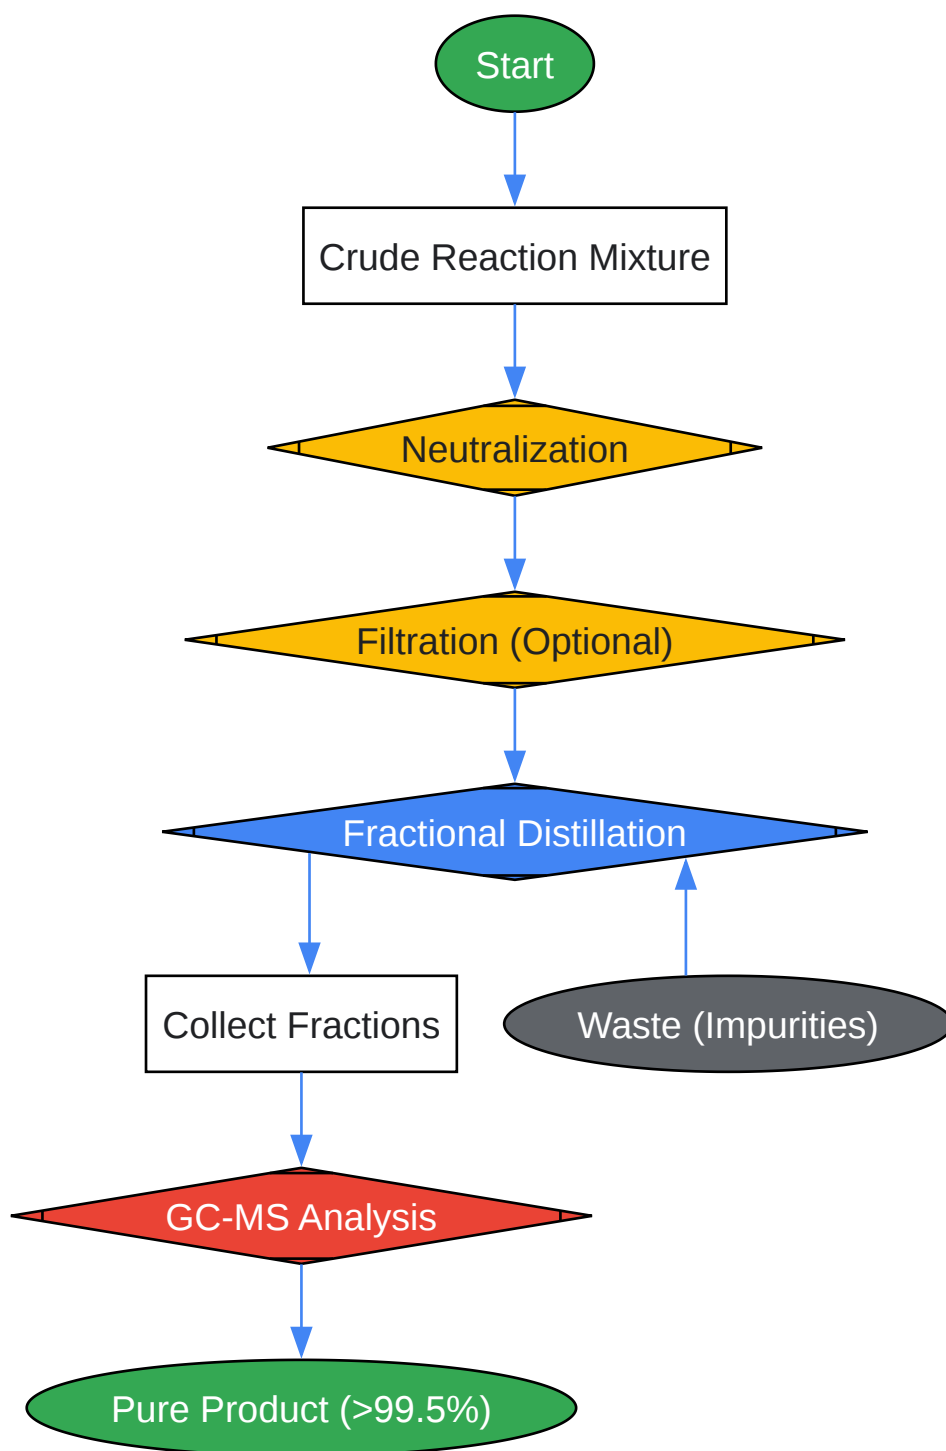 Start
Crude Reaction Mixture
Neutralization
Filtration (Optional)
Fractional Distillation
Collect Fractions
Waste (Impurities)
GC-MS Analysis
Pure Product (>99.5%)